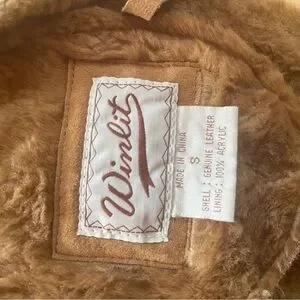 Winlit
S
MADE IN CHINA
SHELL : GENUINE LEATHER
LINING : 100% ACRYLIC